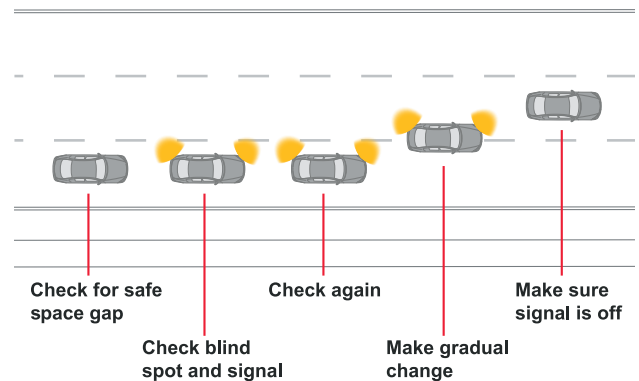 Check for safe
space gap
Check blind
spot and signal
Check again
Make gradual
change
Make sure
signal is off